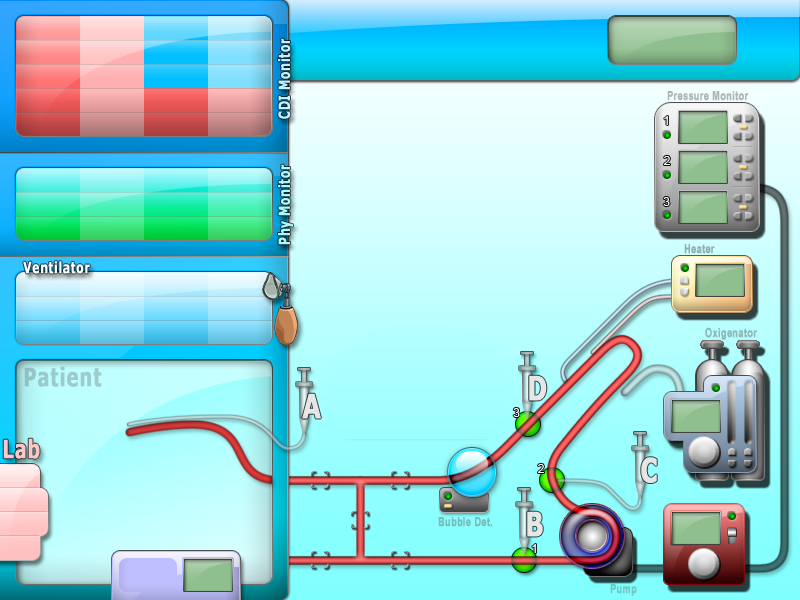 CDI Monitor
Phy Monitor
Ventilator
Patient
Lab
A
Pressure Monitor
1
2
3
Heater
Oxigenator
D
3
2
C
B
1
Bubble Det.
Pump